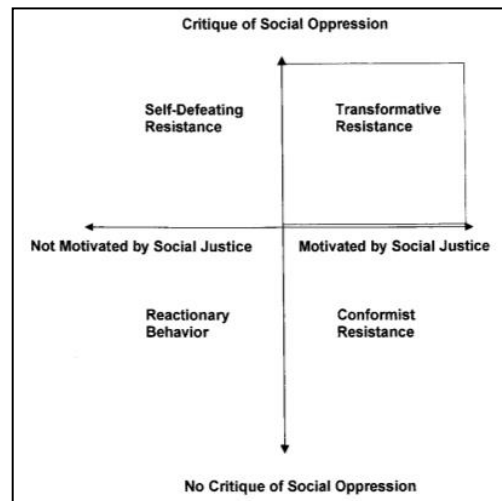 Critique of Social Oppression
Self-Defeating
Resistance
Transformative
Resistance
Not Motivated by Social Justice
Motivated by Social Justice
Reactionary
Behavior
Conformist
Resistance
No Critique of Social Oppression